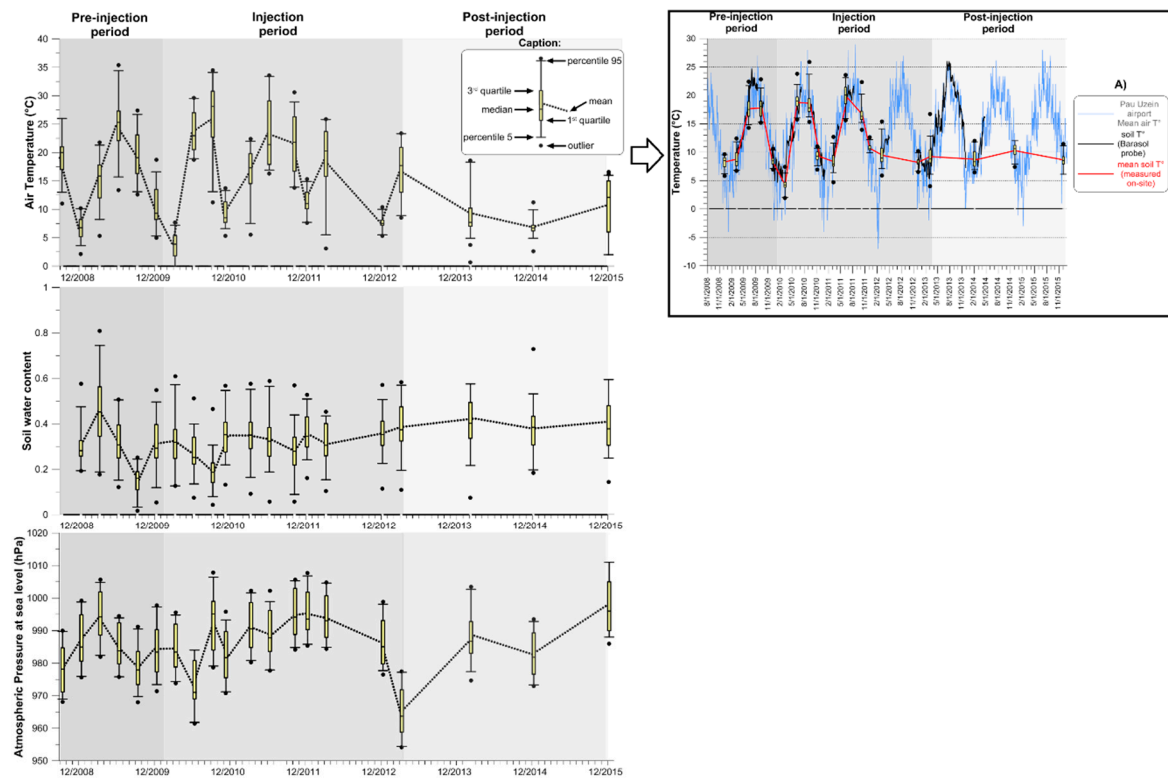 Pre-injection
period
Injection
period
Post-injection
period
Air Temperature (°C)
40
35
30
25
20
15
10
5
0
Caption:
percentile 95
3rd quartile
median
mean
1st quartile
percentile 5
outlier
12/2008
12/2009
12/2010
12/2011
12/2012
12/2013
12/2014
12/2015
Soil water content
1
0.8
0.6
0.4
0.2
0
12/2008
12/2009
12/2010
12/2011
12/2012
12/2013
12/2014
12/2015
Atmospheric Pressure at sea level (hPa)
1020
1010
1000
990
980
970
960
950
12/2008
12/2009
12/2010
12/2011
12/2012
12/2013
12/2014
12/2015
Pre-injection
period
Injection
period
Post-injection
period
Temperature (°C)
30
25
20
15
10
5
0
-5
-10
8/1/2008
11/1/2008
2/1/2009
5/1/2009
8/1/2009
11/1/2009
2/1/2010
5/1/2010
8/1/2010
11/1/2010
2/1/2011
5/1/2011
8/1/2011
11/1/2011
2/1/2012
5/1/2012
8/1/2012
11/1/2012
2/1/2013
5/1/2013
8/1/2013
11/1/2013
2/1/2014
5/1/2014
8/1/2014
11/1/2014
2/1/2015
5/1/2015
8/1/2015
11/1/2015
A)
Pau Uzein
airport
Mean air T°
soil T°
(Barasol
probe)
mean soil T°
(measured
on-site)